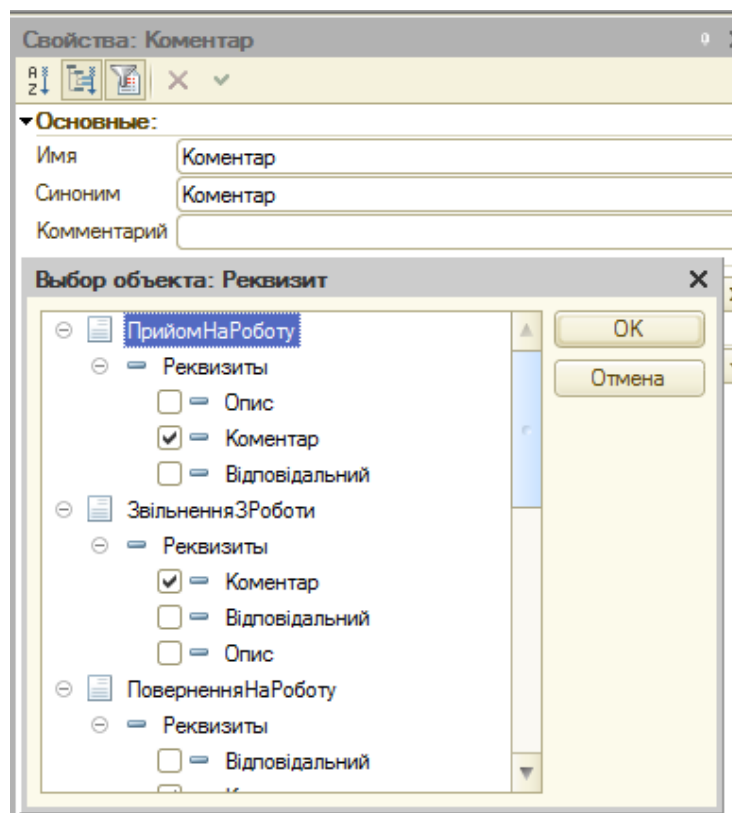 Свойства: Коментар
Основные:
Имя Коментар
Синоним Коментар
Комментарий
Выбор объекта: Реквизит
ПрийомНаРоботу
OK
Реквизиты
Отмена
Опис
Коментар
Відповідальний
ЗвільненняЗРоботи
Реквизиты
Коментар
Відповідальний
Опис
ПоверненняНаРоботу
Реквизиты
Відповідальний